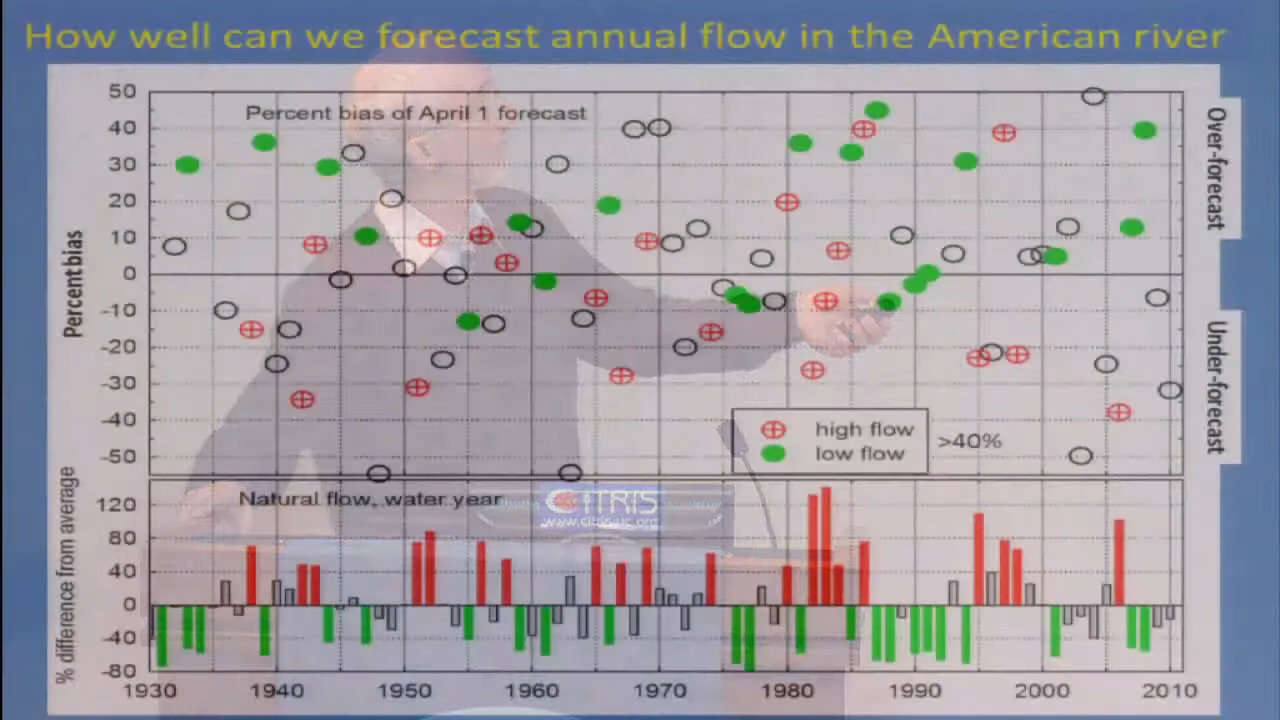 How well can we forecast annual flow in the American river
Percent bias of April 1 forecast
Percent bias
50
40
30
20
10
0
-10
-20
-30
-40
-50
Over-forecast
Under-forecast
high flow
low flow
>40%
Natural flow, water year
CITRIS
www.citris-uc.org
% difference from average
120
80
40
0
-40
-80
1930 1940 1950 1960 1970 1980 1990 2000 2010